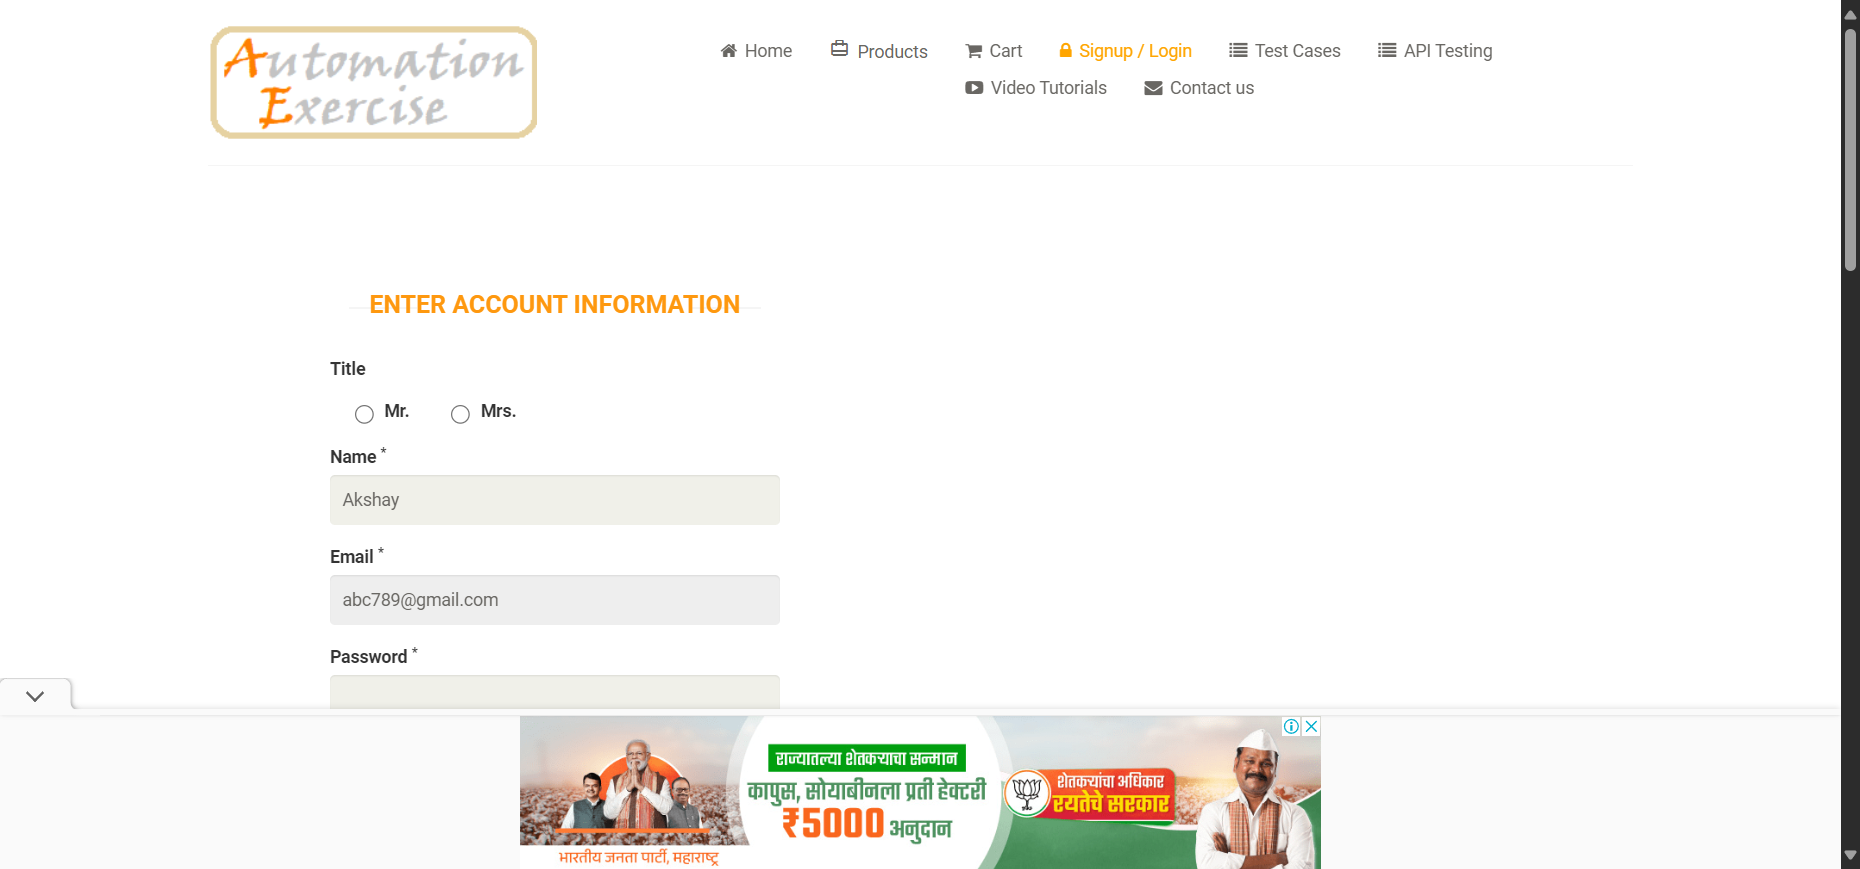 Automation
Exercise
Home
Products
Cart
Signup / Login
Test Cases
API Testing
Video Tutorials
Contact us
ENTER ACCOUNT INFORMATION
Title
Mr.
Mrs.
Name *
Akshay
Email *
abc789@gmail.com
Password *
राज्यातल्या शेतकऱ्याचा सन्मान
कापुस, सोयाबीनला प्रती हेक्टरी
₹5000 अनुदान
भारतीय जनता पार्टी, महाराष्ट्र
शेतकऱ्यांचा अधिकार
रयतेचे सरकार